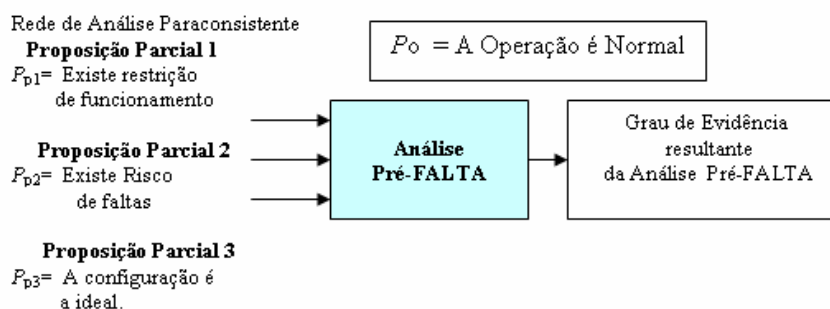 Rede de Análise Paraconsistente
Proposição Parcial 1
Pp1= Existe restrição
de funcionamento
Proposição Parcial 2
Pp2= Existe Risco
de faltas
Proposição Parcial 3
Pp3= A configuração é
a ideal.
Po = A Operação é Normal
Análise
Pré-FALTA
Grau de Evidência
resultante
da Análise Pré-FALTA